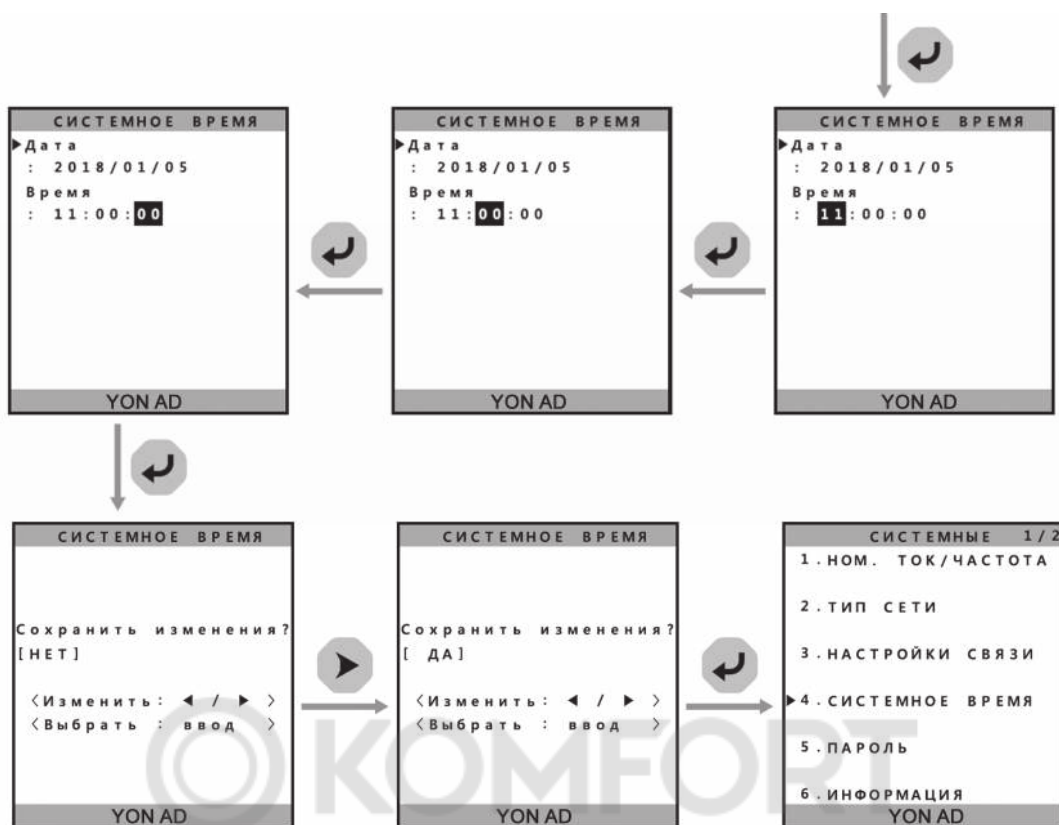 СИСТЕМНОЕ ВРЕМЯ
▶Дата
: 2018/01/05
Время
: 11:00:00
YON AD
СИСТЕМНОЕ ВРЕМЯ
▶Дата
: 2018/01/05
Время
: 11:00:00
YON AD
СИСТЕМНОЕ ВРЕМЯ
▶Дата
: 2018/01/05
Время
: 11:00:00
YON AD
СИСТЕМНОЕ ВРЕМЯ
Сохранить изменения?
[НЕТ]
<Изменить: ◀ / ▶ >
<Выбрать : ввод >
YON AD
СИСТЕМНОЕ ВРЕМЯ
Сохранить изменения?
[ ДА]
<Изменить: ◀ / ▶ >
<Выбрать : ввод >
YON AD
СИСТЕМНЫЕ 1/2
1.НОМ. ТОК/ЧАСТОТА
2.ТИП СЕТИ
3.НАСТРОЙКИ СВЯЗИ
▶4.СИСТЕМНОЕ ВРЕМЯ
5.ПАРОЛЬ
6.ИНФОРМАЦИЯ
YON AD
KOMFORT